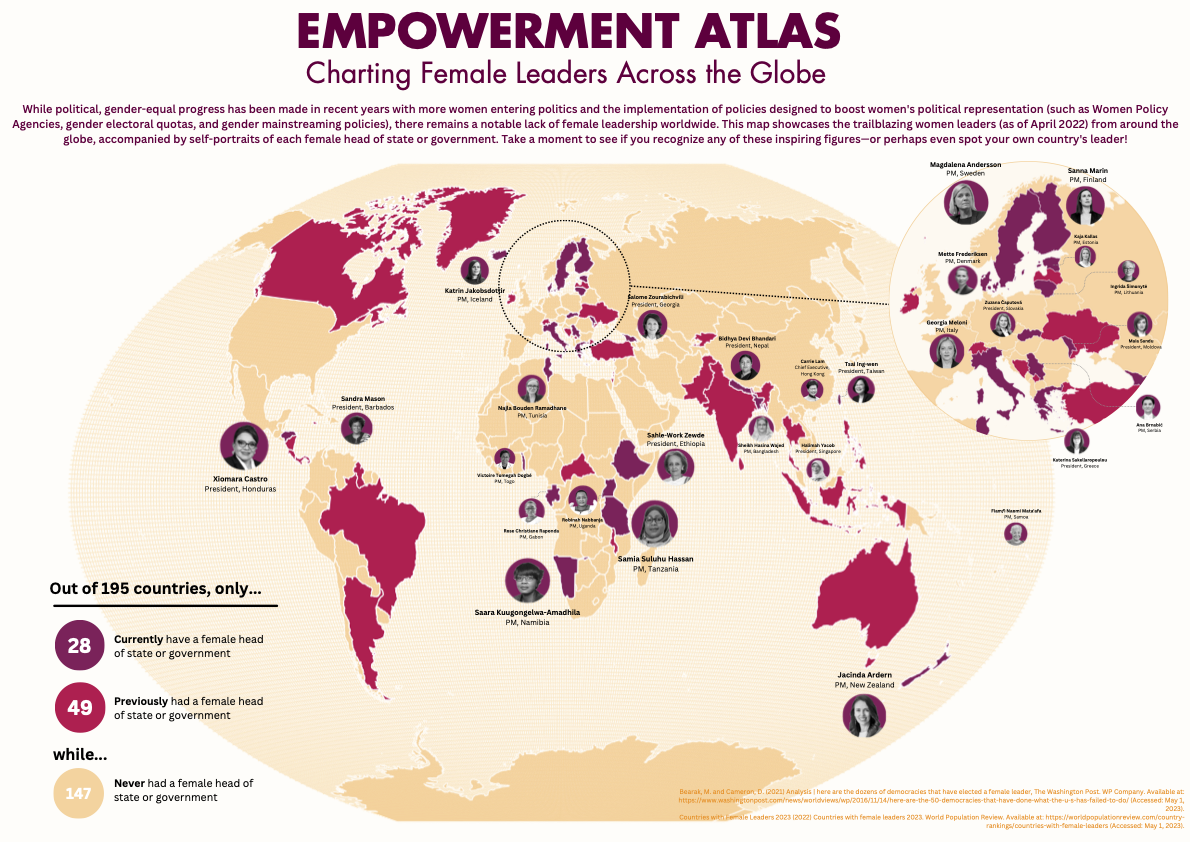 EMPOWERMENT ATLAS
Charting Female Leaders Across the Globe
While political, gender-equal progress has been made in recent years with more women entering politics and the implementation of policies designed to boost women's political representation (such as Women Policy
Agencies, gender electoral quotas, and gender mainstreaming policies), there remains a notable lack of female leadership worldwide. This map showcases the trailblazing women leaders (as of April 2022) from around the
globe, accompanied by self-portraits of each female head of state or government. Take a moment to see if you recognize any of these inspiring figures—or perhaps even spot your own country's leader!
Magdalena Andersson
PM, Sweden
Sanna Marin
PM, Finland
Kaja Kallas
PM, Estonia
Mette Frederiksen
PM, Denmark
Ingrida Šimonytė
PM, Lithuania
Zuzana Čaputová
President, Slovakia
Georgia Meloni
PM, Italy
Maia Sandu
President, Moldova
Ana Brnabić
PM, Serbia
Katerina Sakellaropoulou
President, Greece
Katrín Jakobsdóttir
PM, Iceland
Salome Zourabichvili
President, Georgia
Bidhya Devi Bhandari
President, Nepal
Carrie Lam
Chief Executive,
Hong Kong
Tsai Ing-wen
President, Taiwan
Sandra Mason
President, Barbados
Najla Bouden Ramadhane
PM, Tunisia
Xiomara Castro
President, Honduras
Sahle-Work Zewde
President, Ethiopia
Sheikh Hasina Wajed
PM, Bangladesh
Halimah Yacob
President, Singapore
Victoire Tomegah Dogbé
PM, Togo
Rose Christiane Raponda
PM, Gabon
Robinah Nabbanja
PM, Uganda
Fiamē Naomi Mata'afa
PM, Samoa
Samia Suluhu Hassan
PM, Tanzania
Saara Kuugongelwa-Amadhila
PM, Namibia
Jacinda Ardern
PM, New Zealand
Out of 195 countries, only...
28
Currently have a female head
of state or government
49
Previously had a female head
of state or government
while...
147
Never had a female head of
state or government
Bearak, M. and Cameron, D. (2021) Analysis | here are the dozens of democracies that have elected a female leader, The Washington Post. WP Company. Available at:
https://www.washingtonpost.com/news/worldviews/wp/2016/11/14/here-are-the-50-democracies-that-have-done-what-the-u-s-has-failed-to-do/ (Accessed: May 1,
2023).
Countries with Female Leaders 2023 (2022) Countries with female leaders 2023. World Population Review. Available at: https://worldpopulationreview.com/country-
rankings/countries-with-female-leaders (Accessed: May 1, 2023).